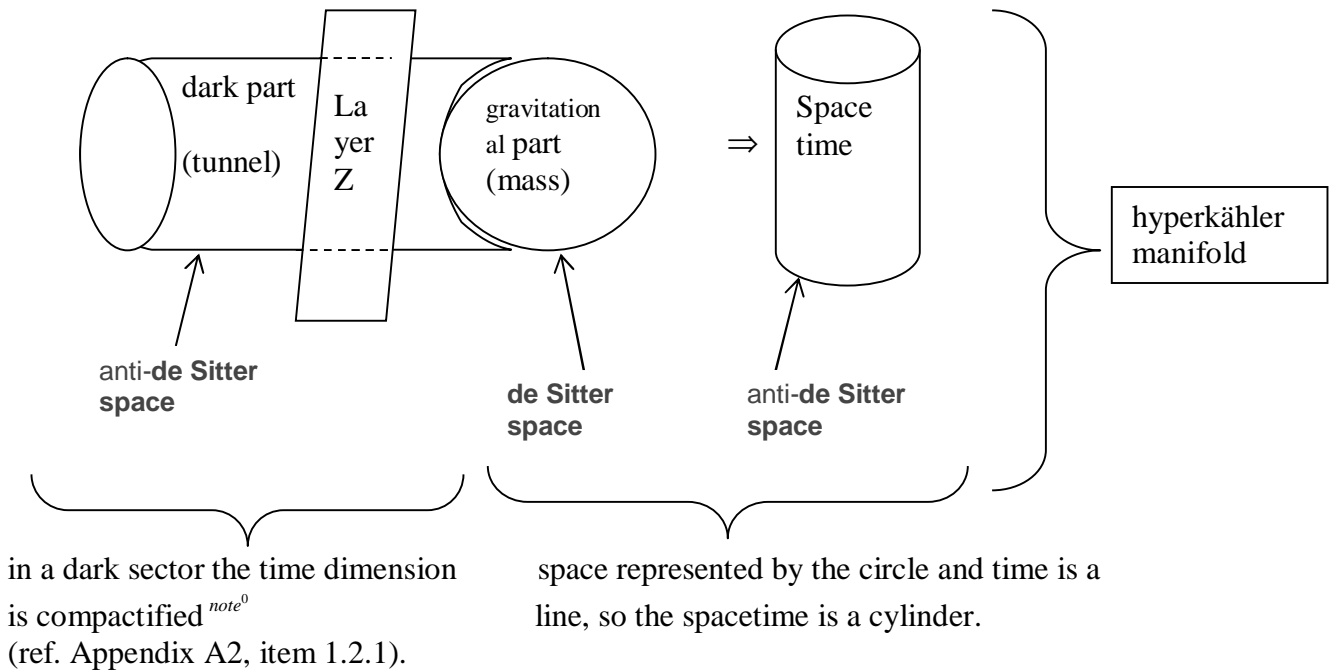 dark part
(tunnel)
La
yer
Z
gravitation
al part
(mass)
⇒
Space
time
hyperkähler
manifold
anti-de Sitter
space
de Sitter
space
anti-de Sitter
space
in a dark sector the time dimension
is compactified note⁰
(ref. Appendix A2, item 1.2.1).
space represented by the circle and time is a
line, so the spacetime is a cylinder.